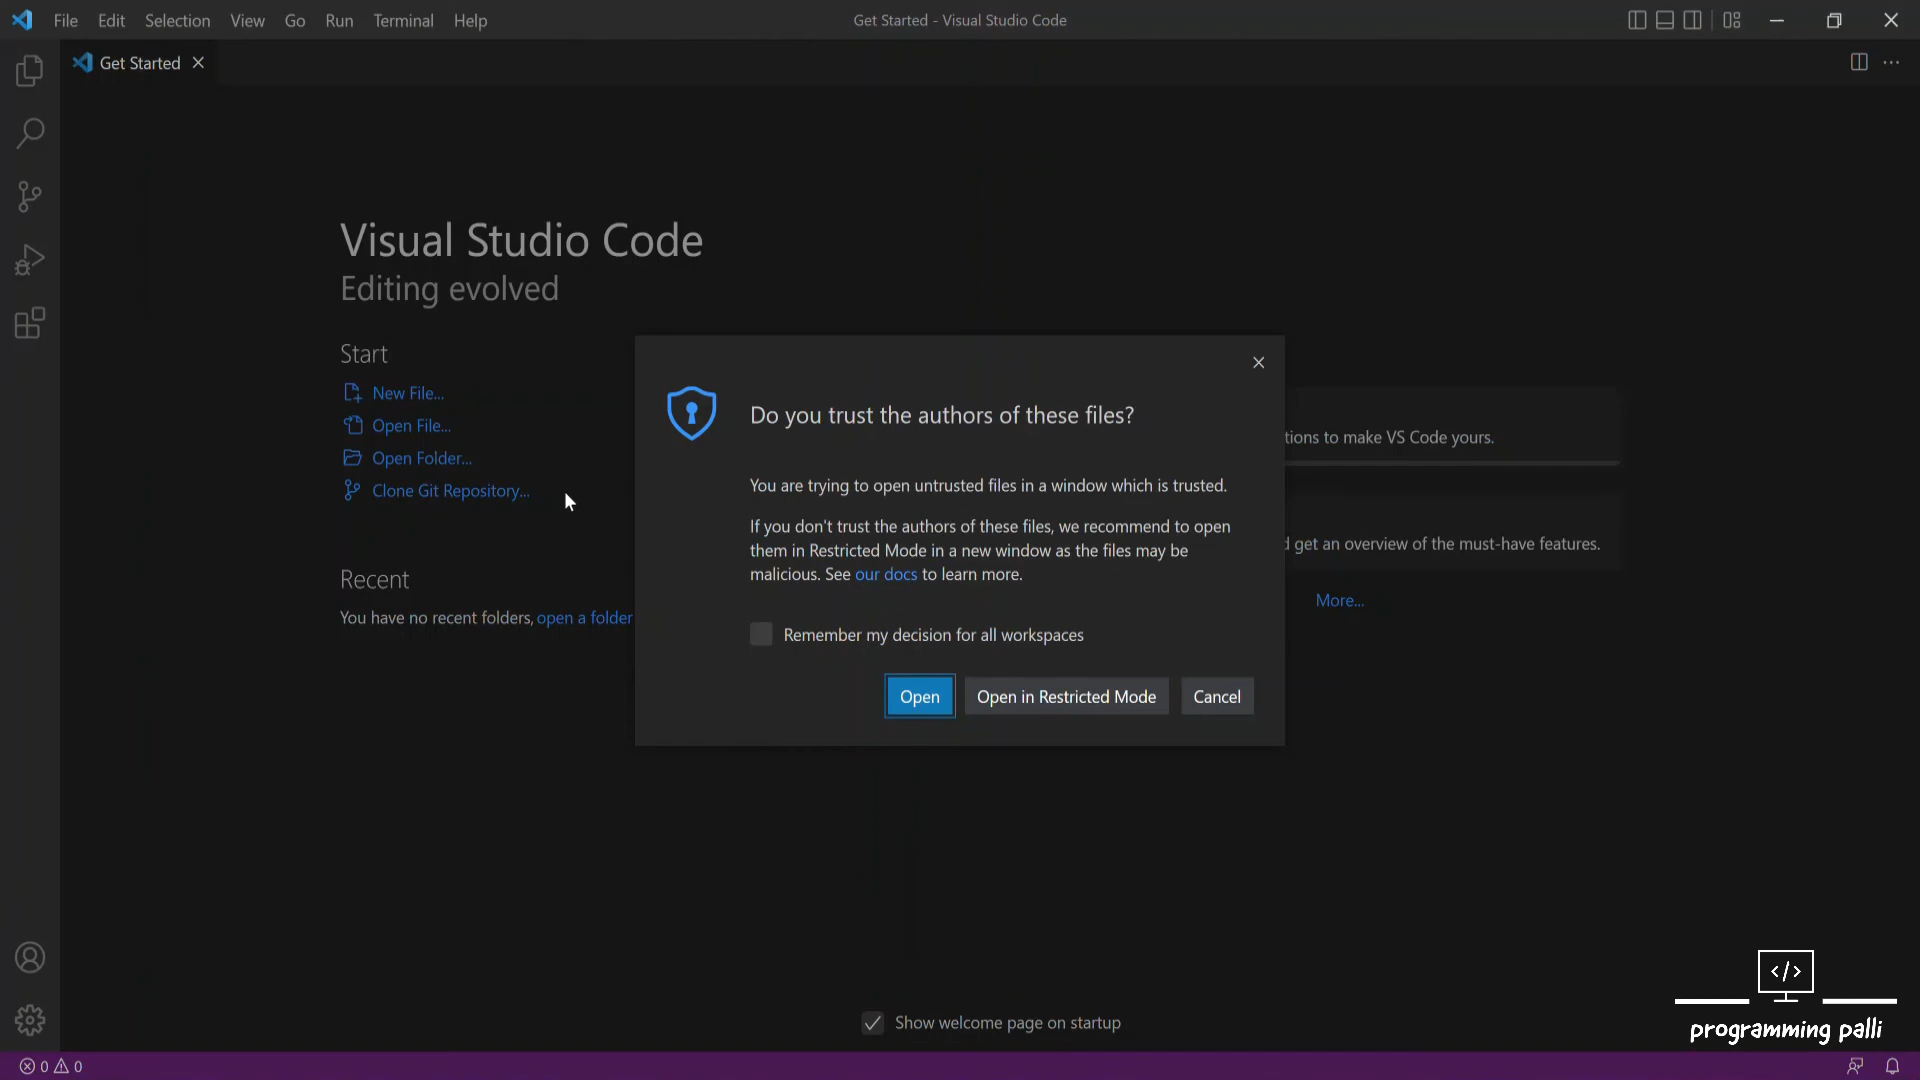 File Edit Selection View Go Run Terminal Help
Get Started - Visual Studio Code
Get Started
Visual Studio Code
Editing evolved
Start
New File...
Open File...
Open Folder...
Clone Git Repository...
Recent
You have no recent folders, open a folder
Do you trust the authors of these files?
You are trying to open untrusted files in a window which is trusted.
If you don't trust the authors of these files, we recommend to open
them in Restricted Mode in a new window as the files may be
malicious. See our docs to learn more.
Remember my decision for all workspaces
Open
Open in Restricted Mode
Cancel
tions to make VS Code yours.
get an overview of the must-have features.
More...
Show welcome page on startup
</>
programming palli
0 0